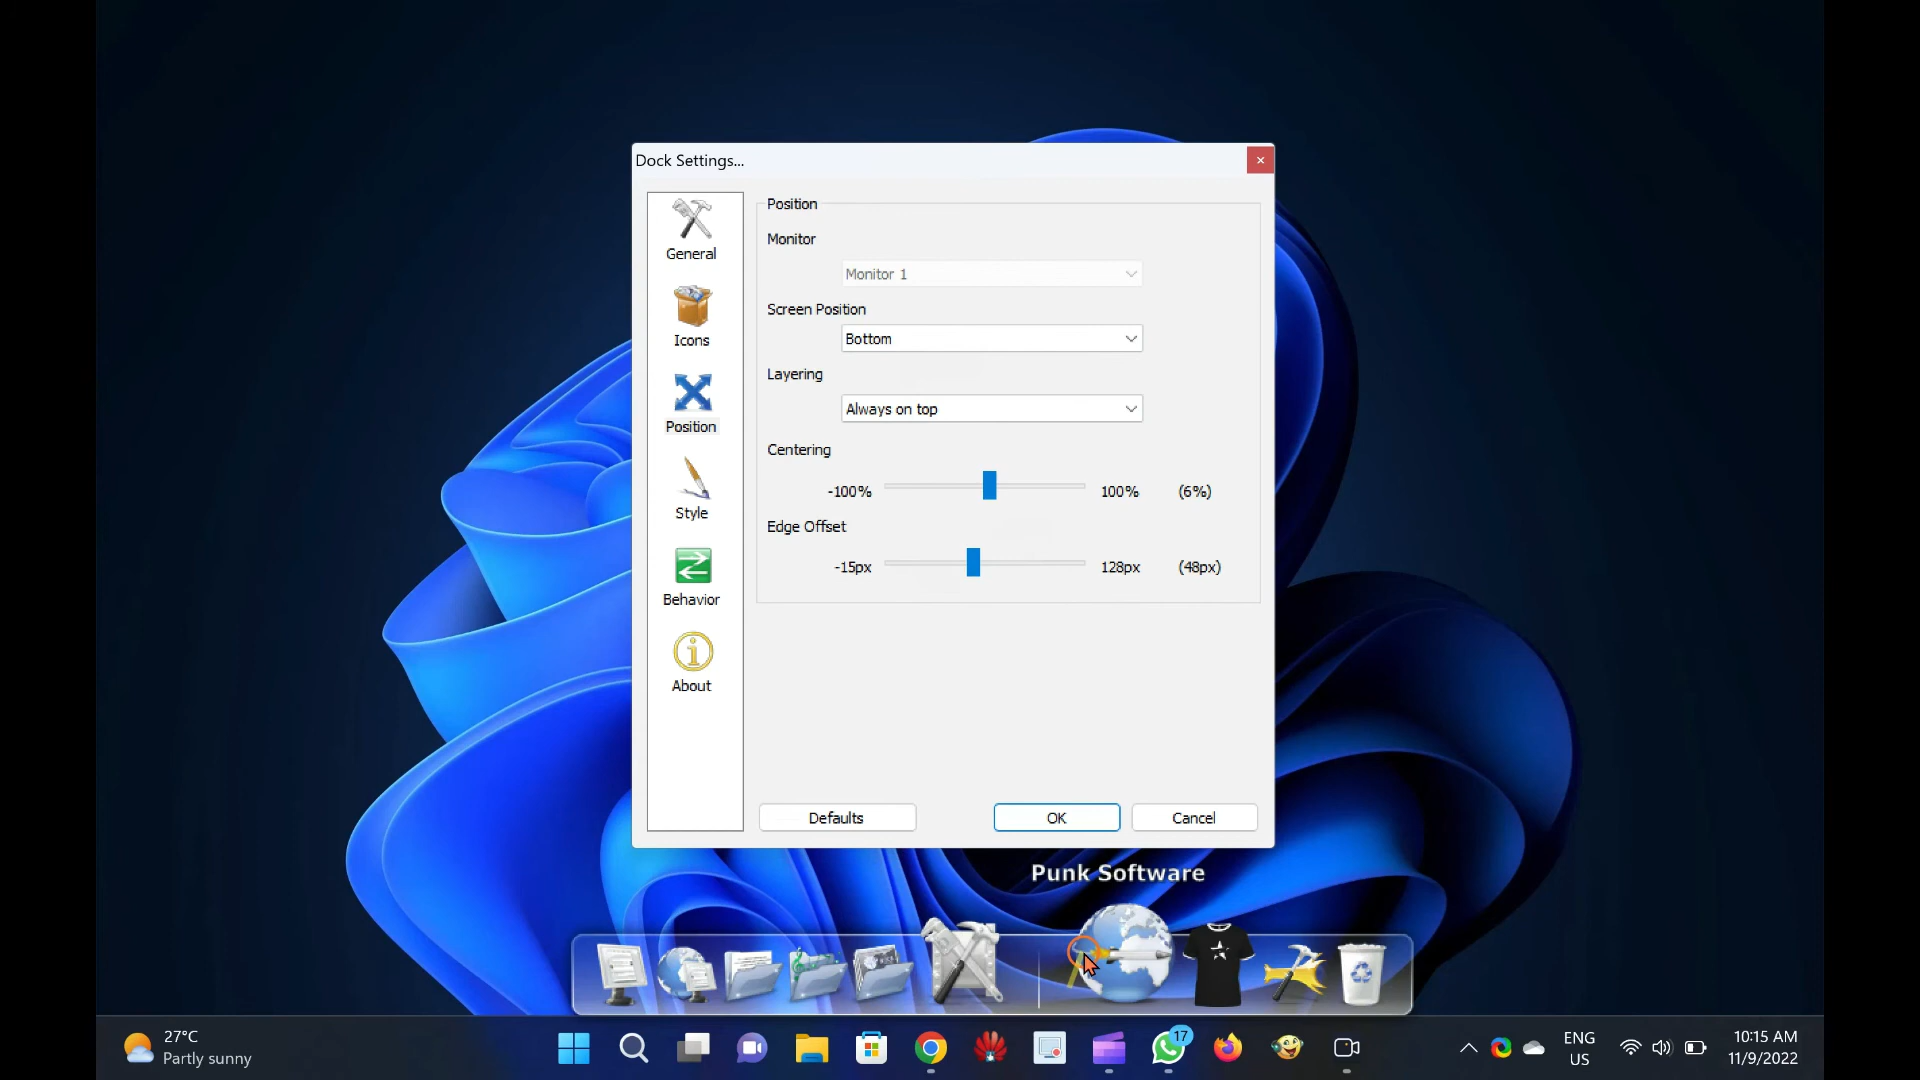 Dock Settings...
General
Icons
Position
Style
Behavior
About
Position
Monitor
Monitor 1
Screen Position
Bottom
Layering
Always on top
Centering
-100% 100% (6%)
Edge Offset
-15px 128px (48px)
Defaults OK Cancel
Punk Software
27°C
Partly sunny
17
ENG
US
10:15 AM
11/9/2022